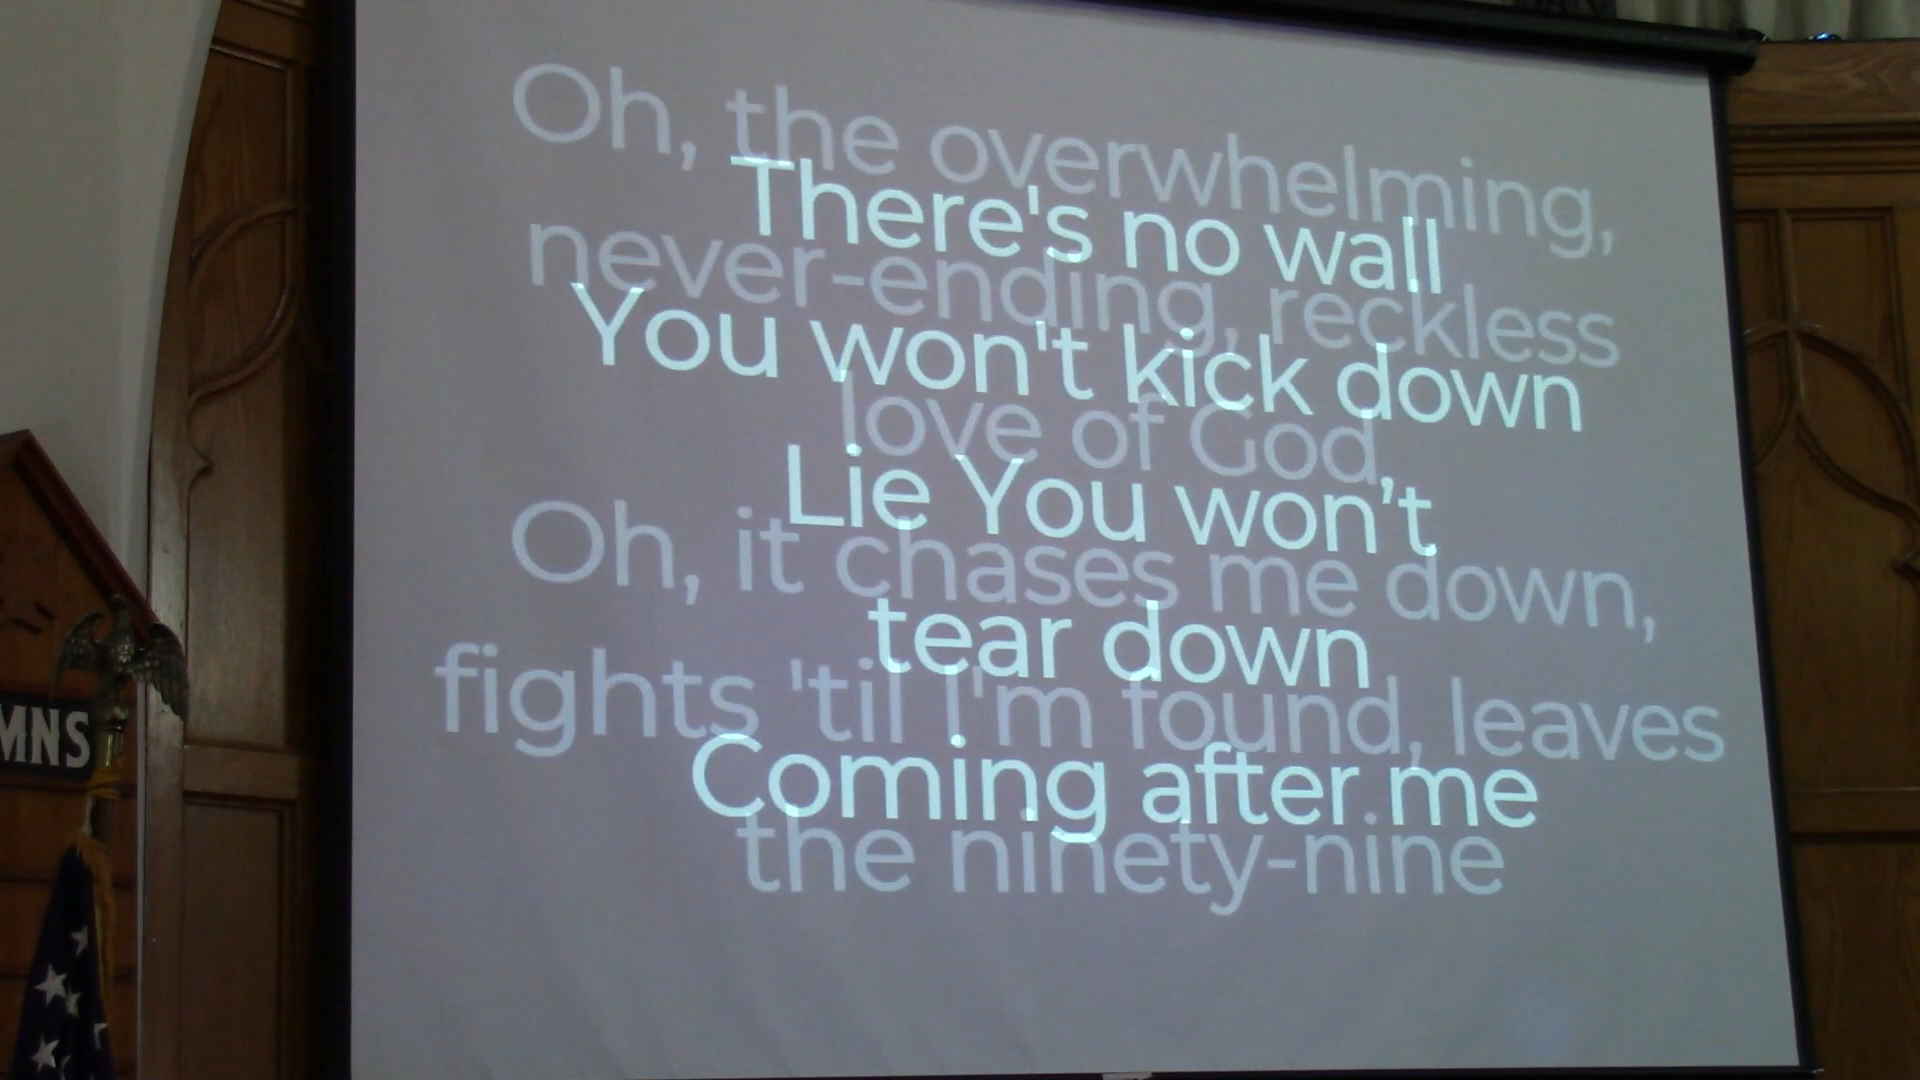 Oh, the overwhelming,
There's no wall
never-ending, reckless
You won't kick down
love of God,
Lie You won’t
Oh, it chases me down,
tear down
fights 'til I'm found, leaves
Coming after me
the ninety-nine
MNS